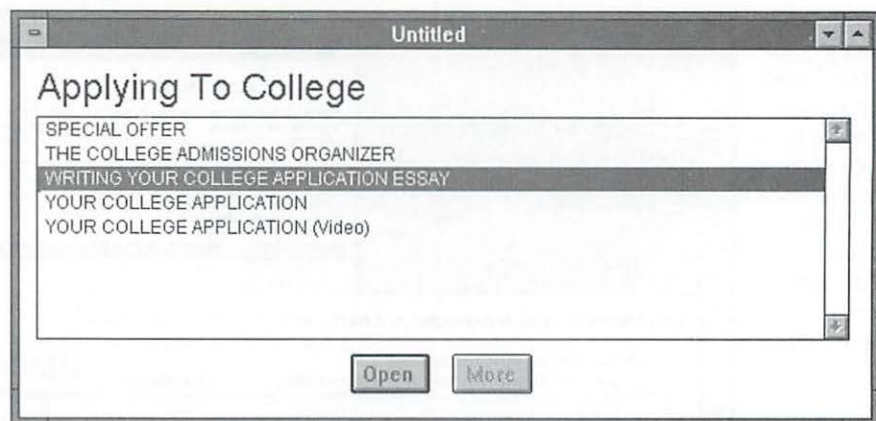 Untitled
Applying To College
SPECIAL OFFER
THE COLLEGE ADMISSIONS ORGANIZER
WRITING YOUR COLLEGE APPLICATION ESSAY
YOUR COLLEGE APPLICATION
YOUR COLLEGE APPLICATION (Video)
Open More